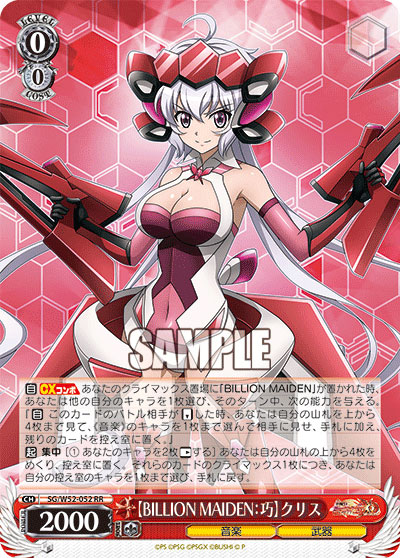 LEVEL
0
0
COST
SAMPLE
【自】 CXコンボ あなたのクライマックス置場に「BILLION MAIDEN」が置かれた時、
あなたは他の自分のキャラを1枚選び、そのターン中、次の能力を与える。
『【自】 このカードのバトル相手が した時、あなたは自分の山札を上から
4枚まで見て、《音楽》のキャラを1枚まで選んで相手に見せ、手札に加え、
残りのカードを控え室に置く。』
【起】 集中 [① あなたのキャラを2枚 する] あなたは自分の山札の上から4枚を
めくり、控え室に置く。それらのカードのクライマックス1枚につき、あなたは
自分の控え室のキャラを1枚まで選び、手札に戻す。
CH
SG/W52-052 RR
2000
[BILLION MAIDEN:巧]クリス
音楽
武器
©PS ©PSG ©PSGX ©BUSHI © P